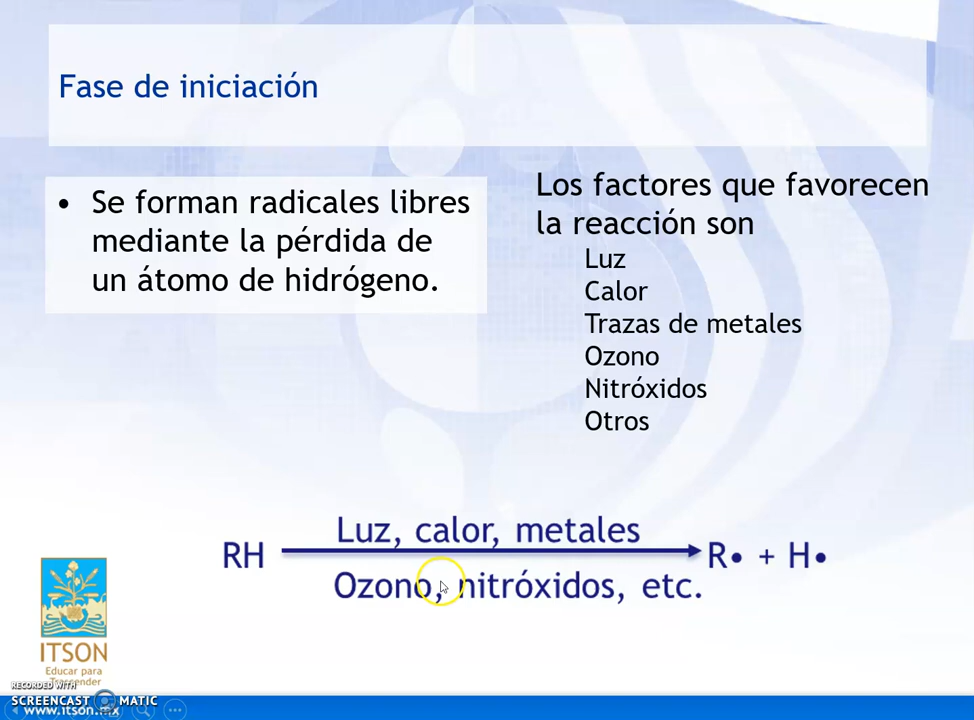 Fase de iniciación
• Se forman radicales libres
mediante la pérdida de
un átomo de hidrógeno.
Los factores que favorecen
la reacción son
Luz
Calor
Trazas de metales
Ozono
Nitróxidos
Otros
Luz, calor, metales
RH
R• + H•
Ozono, nitróxidos, etc.
ITSON
Educar para
Trascender
RECORDED WITH
SCREENCAST MATIC
www.itson.mx